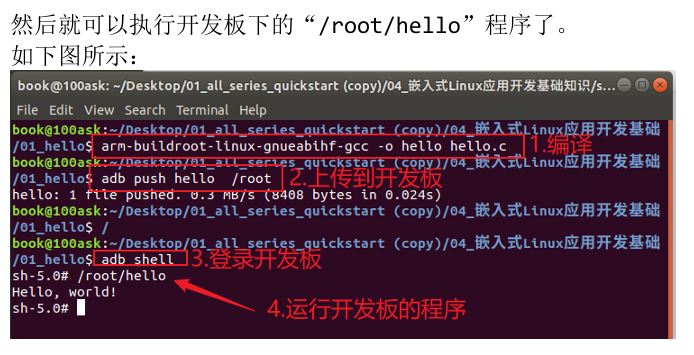 然后就可以执行开发板下的“/root/hello”程序了。
如下图所示：
book@100ask: ~/Desktop/01_all_series_quickstart (copy)/04_嵌入式Linux应用开发基础知识/s...
File Edit View Search Terminal Help
book@100ask:~/Desktop/01_all_series_quickstart (copy)/04_嵌入式Linux应用开发基础
/01_hello$ arm-buildroot-linux-gnueabihf-gcc -o hello hello.c 1.编译
book@100ask:~/Desktop/01_all_series_quickstart (copy)/04_嵌入式Linux应用开发基础
/01_hello$ adb push hello  /root 2.上传到开发板
hello: 1 file pushed. 0.3 MB/s (8408 bytes in 0.024s)
book@100ask:~/Desktop/01_all_series_quickstart (copy)/04_嵌入式Linux应用开发基础
/01_hello$ /
book@100ask:~/Desktop/01_all_series_quickstart (copy)/04_嵌入式Linux应用开发基础
/01_hello$ adb shell 3.登录开发板
sh-5.0# /root/hello
Hello, world!
sh-5.0# 4.运行开发板的程序